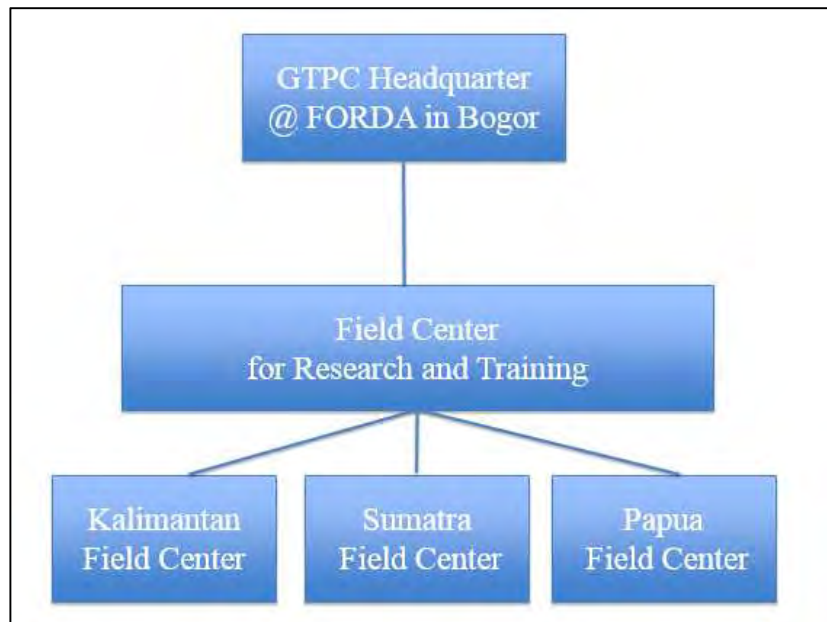 GTPC Headquarter
@ FORDA in Bogor
Field Center
for Research and Training
Kalimantan
Field Center
Sumatra
Field Center
Papua
Field Center